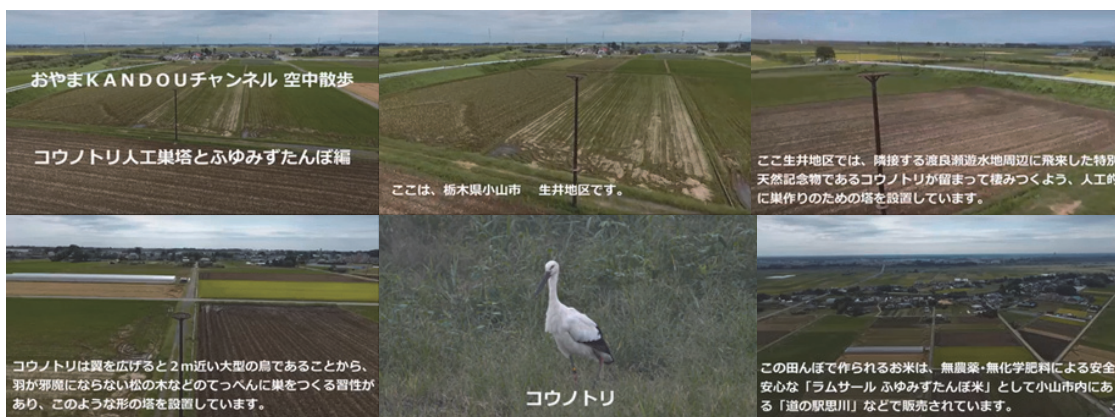 おやまKANDOUチャンネル 空中散歩
コウノトリ人工巣塔とふゆみずたんぼ編
ここは、栃木県小山市　生井地区です。
ここ生井地区では、隣接する渡良瀬遊水地周辺に飛来した特別
天然記念物であるコウノトリが留まって棲みつくよう、人工的
に巣作りのための塔を設置しています。
コウノトリは翼を広げると２ｍ近い大型の鳥であることから、
羽が邪魔にならない松の木などのてっぺんに巣をつくる習性が
あり、このような形の塔を設置しています。
コウノトリ
この田んぼで作られるお米は、無農薬・無化学肥料による安全
安心な「ラムサール ふゆみずたんぼ米」として小山市内にあ
る「道の駅思川」などで販売されています。